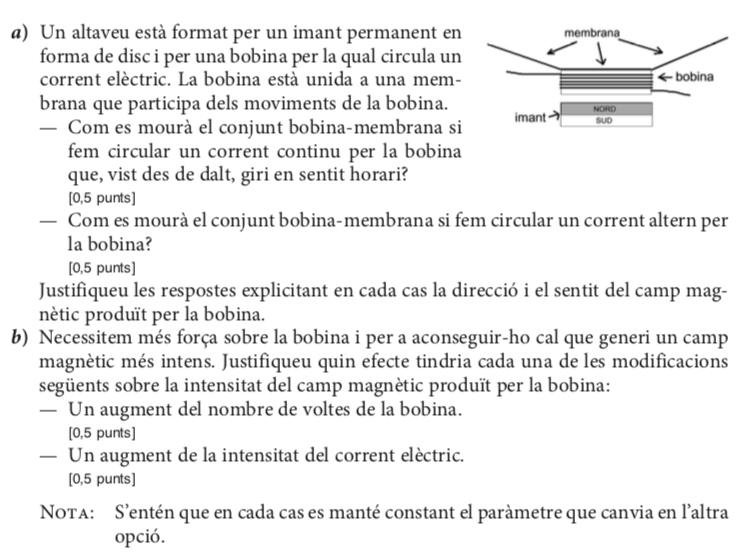 a) Un altaveu està format per un imant permanent en
forma de disc i per una bobina per la qual circula un
corrent elèctric. La bobina està unida a una mem-
brana que participa dels moviments de la bobina.
— Com es mourà el conjunt bobina-membrana si
fem circular un corrent continu per la bobina
que, vist des de dalt, giri en sentit horari?
[0,5 punts]
membrana
bobina
imant
NORD
SUD
— Com es mourà el conjunt bobina-membrana si fem circular un corrent altern per
la bobina?
[0,5 punts]
Justifiqueu les respostes explicitant en cada cas la direcció i el sentit del camp mag-
nètic produït per la bobina.
b) Necessitem més força sobre la bobina i per a aconseguir-ho cal que generi un camp
magnètic més intens. Justifiqueu quin efecte tindria cada una de les modificacions
següents sobre la intensitat del camp magnètic produït per la bobina:
— Un augment del nombre de voltes de la bobina.
[0,5 punts]
— Un augment de la intensitat del corrent elèctric.
[0,5 punts]
NOTA: S'entén que en cada cas es manté constant el paràmetre que canvia en l'altra
opció.